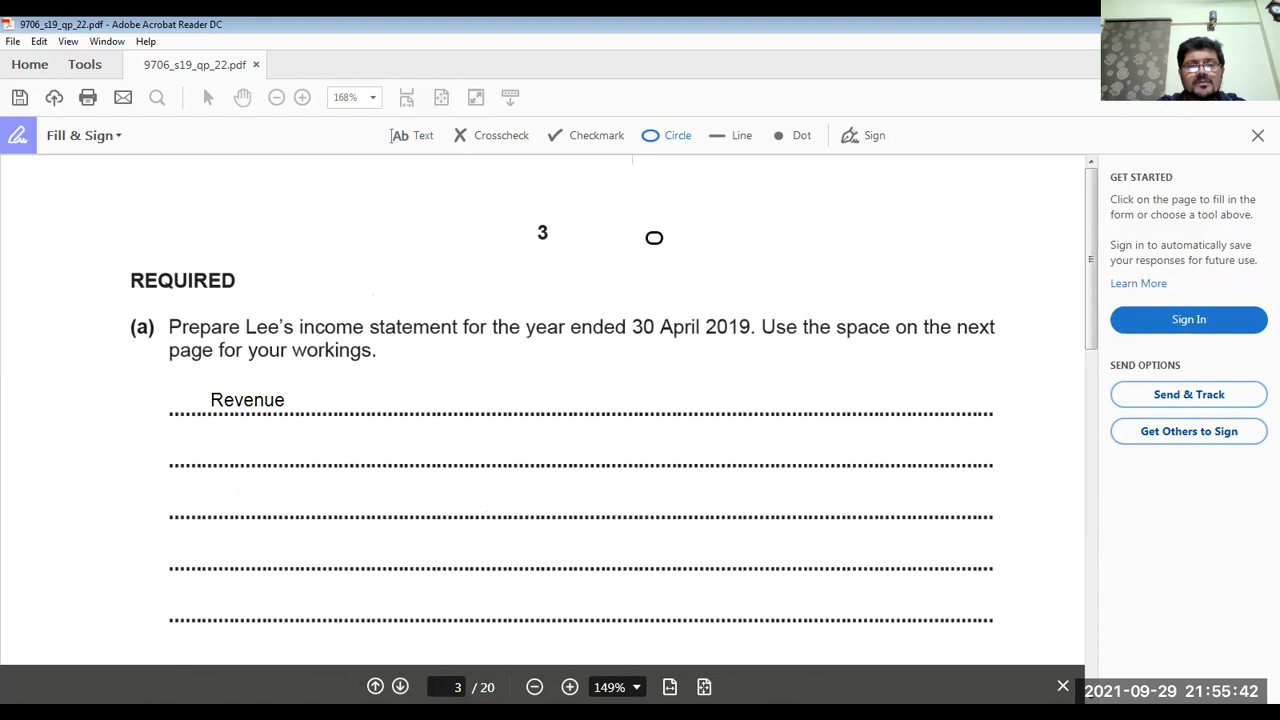 9706_s19_qp_22.pdf - Adobe Acrobat Reader DC
File Edit View Window Help
Home Tools 9706_s19_qp_22.pdf ×
168%
Fill & Sign
Text Crosscheck Checkmark Circle Line Dot Sign
3
REQUIRED
(a) Prepare Lee's income statement for the year ended 30 April 2019. Use the space on the next
page for your workings.
Revenue
GET STARTED
Click on the page to fill in the
form or choose a tool above.
Sign in to automatically save
your responses for future use.
Learn More
Sign In
SEND OPTIONS
Send & Track
Get Others to Sign
3 / 20 149%
2021-09-29 21:55:42